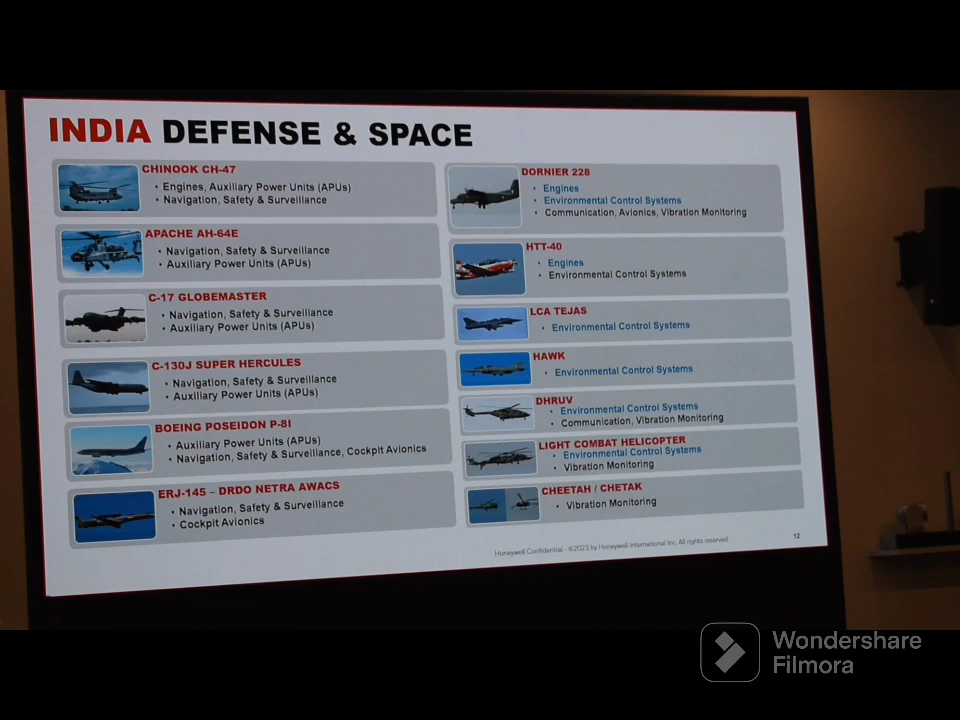 INDIA DEFENSE & SPACE
CHINOOK CH-47
• Engines, Auxiliary Power Units (APUs)
• Navigation, Safety & Surveillance
APACHE AH-64E
• Navigation, Safety & Surveillance
• Auxiliary Power Units (APUs)
C-17 GLOBEMASTER
• Navigation, Safety & Surveillance
• Auxiliary Power Units (APUs)
C-130J SUPER HERCULES
• Navigation, Safety & Surveillance
• Auxiliary Power Units (APUs)
BOEING POSEIDON P-8I
• Auxiliary Power Units (APUs)
• Navigation, Safety & Surveillance, Cockpit Avionics
ERJ-145 – DRDO NETRA AWACS
• Navigation, Safety & Surveillance
• Cockpit Avionics
DORNIER 228
• Engines
• Environmental Control Systems
• Communication, Avionics, Vibration Monitoring
HTT-40
• Engines
• Environmental Control Systems
LCA TEJAS
• Environmental Control Systems
HAWK
• Environmental Control Systems
DHRUV
• Environmental Control Systems
• Communication, Vibration Monitoring
LIGHT COMBAT HELICOPTER
• Environmental Control Systems
• Vibration Monitoring
CHEETAH / CHETAK
• Vibration Monitoring
Honeywell Confidential - ©2023 by Honeywell International Inc. All rights reserved.
12
Wondershare
Filmora